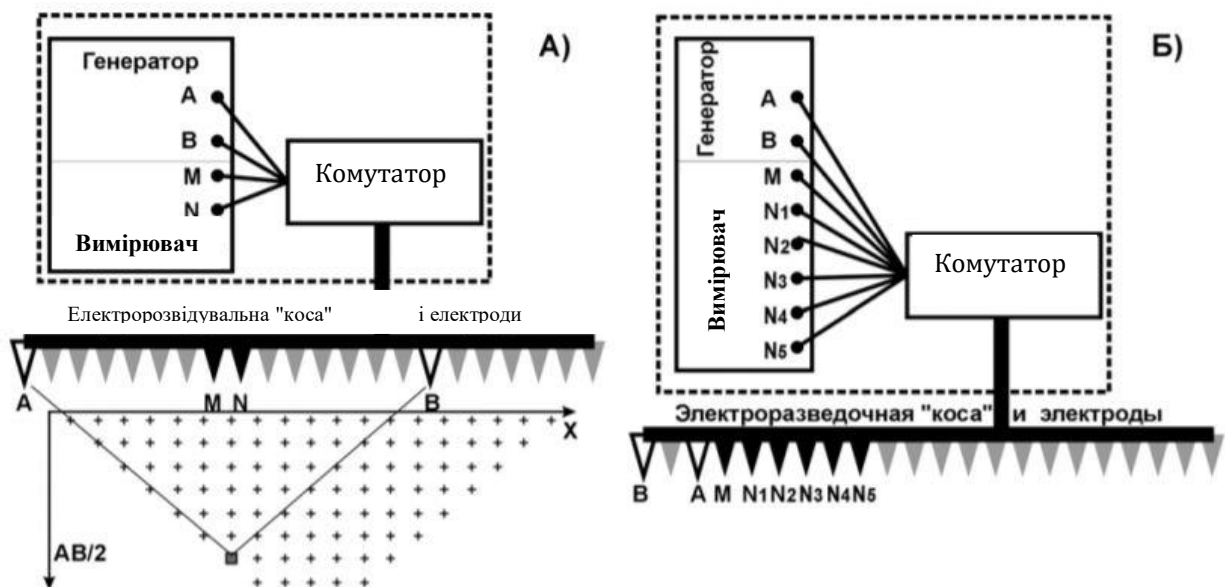 А)
Генератор
A
B
M
N
Комутатор
Вимірювач
Електророзвідувальна "коса" і електроди
A
M N
B
X
AB/2
Б)
Генератор
A
B
M
N1
N2
N3
N4
N5
Вимірювач
Комутатор
Электроразведочная "коса" и электроды
B A M N1 N2 N3 N4 N5